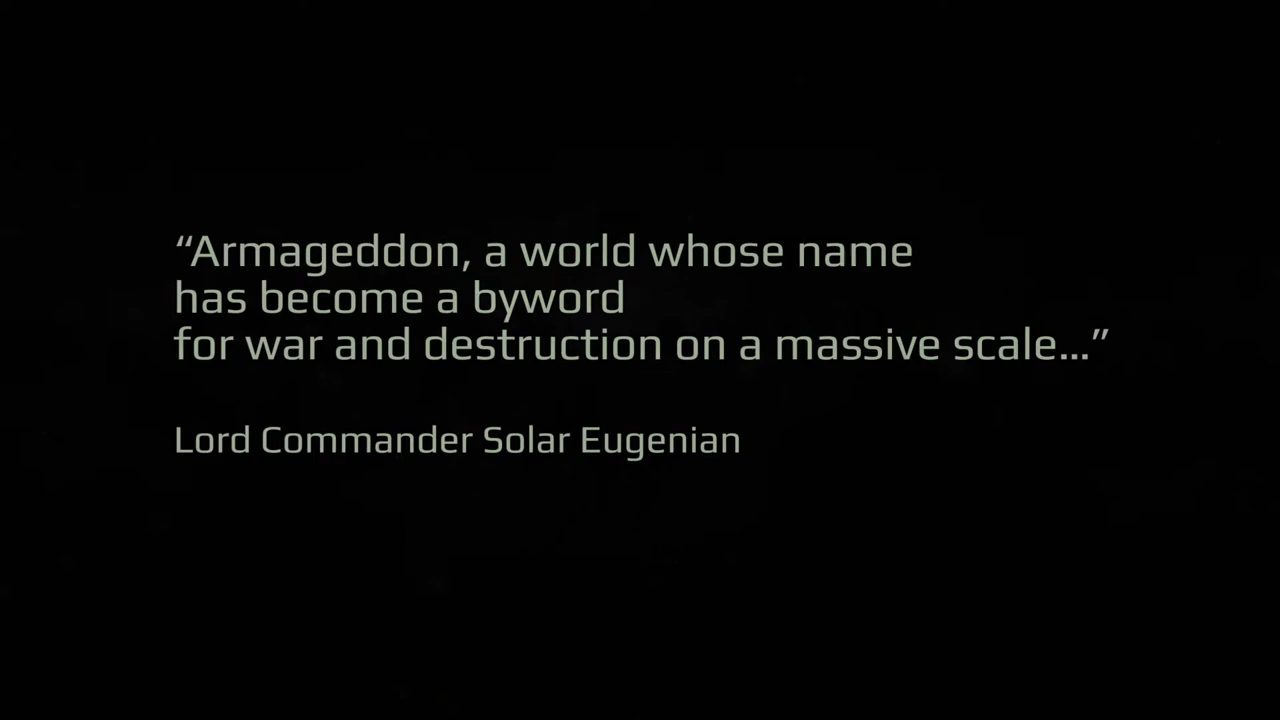 “Armageddon, a world whose name
has become a byword
for war and destruction on a massive scale...”
Lord Commander Solar Eugenian